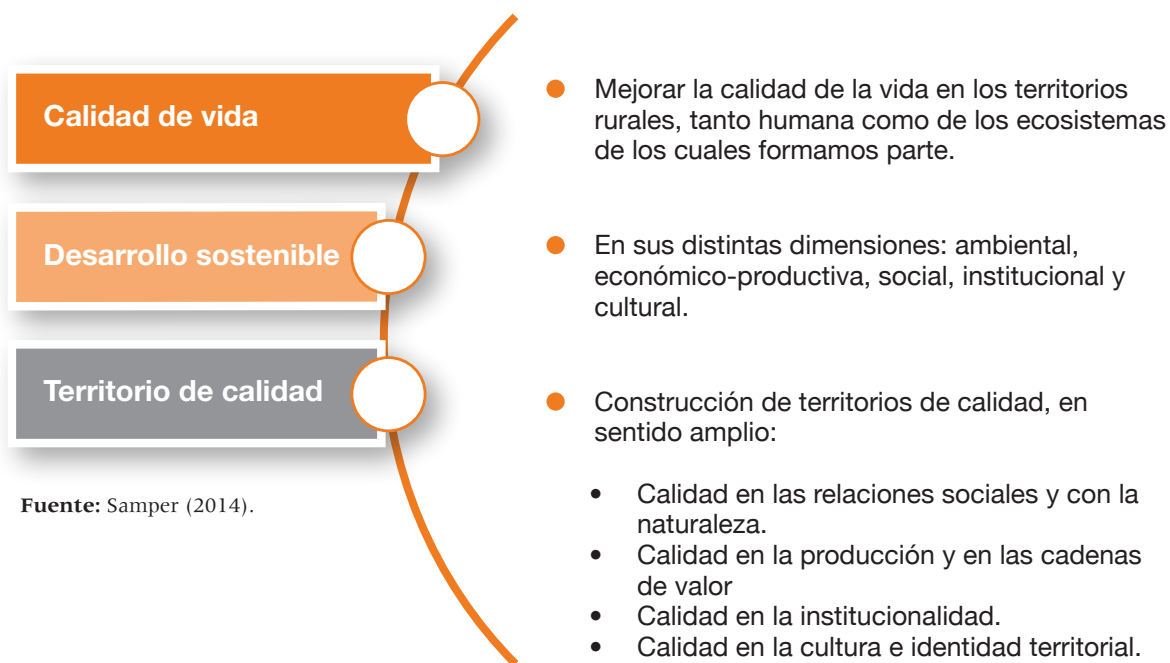 Calidad de vida
● Mejorar la calidad de la vida en los territorios
rurales, tanto humana como de los ecosistemas
de los cuales formamos parte.
Desarrollo sostenible
● En sus distintas dimensiones: ambiental,
económico-productiva, social, institucional y
cultural.
Territorio de calidad
● Construcción de territorios de calidad, en
sentido amplio:
• Calidad en las relaciones sociales y con la
naturaleza.
• Calidad en la producción y en las cadenas
de valor
• Calidad en la institucionalidad.
• Calidad en la cultura e identidad territorial.
Fuente: Samper (2014).